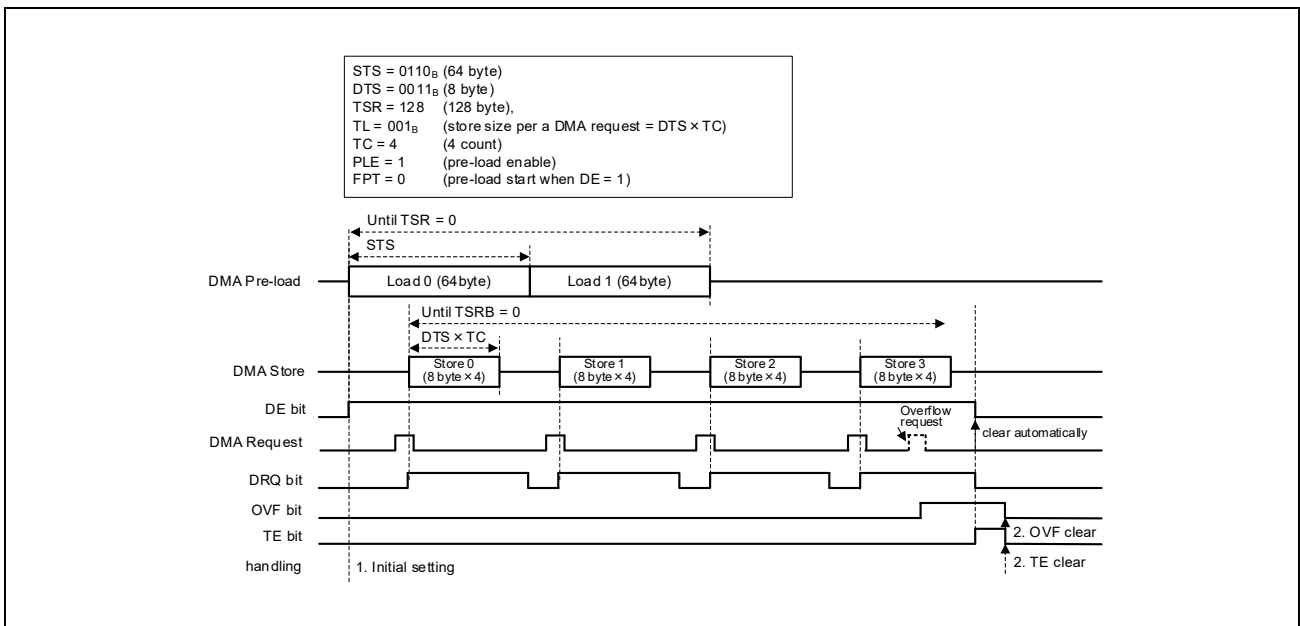 STS = 0110B (64 byte)
DTS = 0011B (8 byte)
TSR = 128 (128 byte),
TL = 001B (store size per a DMA request = DTS × TC)
TC = 4 (4 count)
PLE = 1 (pre-load enable)
FPT = 0 (pre-load start when DE = 1)
Until TSR = 0
STS
DMA Pre-load
Load 0 (64byte)
Load 1 (64byte)
Until TSRB = 0
DTS × TC
DMA Store
Store 0
(8 byte × 4)
Store 1
(8 byte × 4)
Store 2
(8 byte × 4)
Store 3
(8 byte × 4)
DE bit
Overflow
request
clear automatically
DMA Request
DRQ bit
OVF bit
2. OVF clear
TE bit
2. TE clear
handling
1. Initial setting